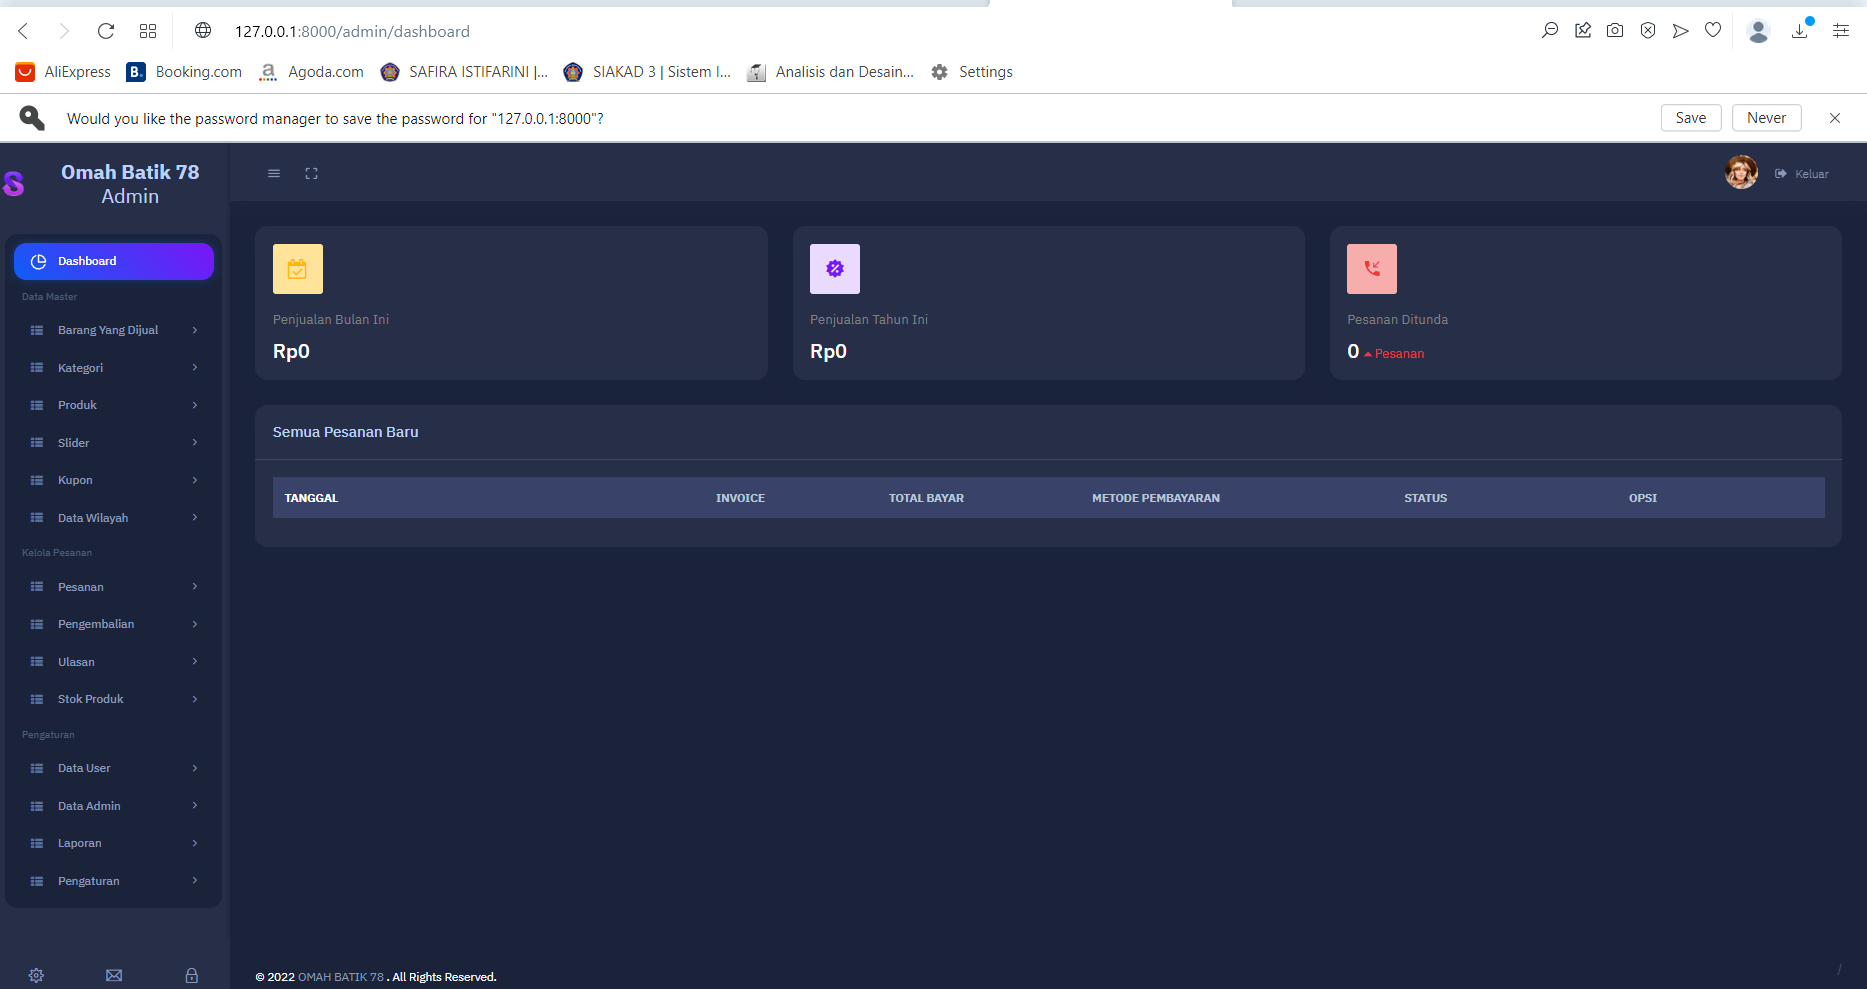 127.0.0.1:8000/admin/dashboard
AliExpress
B. Booking.com
a Agoda.com
SAFIRA ISTIFARINI |...
SIAKAD 3 | Sistem I...
Analisis dan Desain...
Settings
Would you like the password manager to save the password for "127.0.0.1:8000"?
Save
Never
S
Omah Batik 78
Admin
Keluar
Dashboard
Data Master
Barang Yang Dijual
Kategori
Produk
Slider
Kupon
Data Wilayah
Kelola Pesanan
Pesanan
Pengembalian
Ulasan
Stok Produk
Pengaturan
Data User
Data Admin
Laporan
Pengaturan
Penjualan Bulan Ini
Rp0
Penjualan Tahun Ini
Rp0
Pesanan Ditunda
0 Pesanan
Semua Pesanan Baru
TANGGAL INVOICE TOTAL BAYAR METODE PEMBAYARAN STATUS OPSI
© 2022 OMAH BATIK 78 . All Rights Reserved.
/